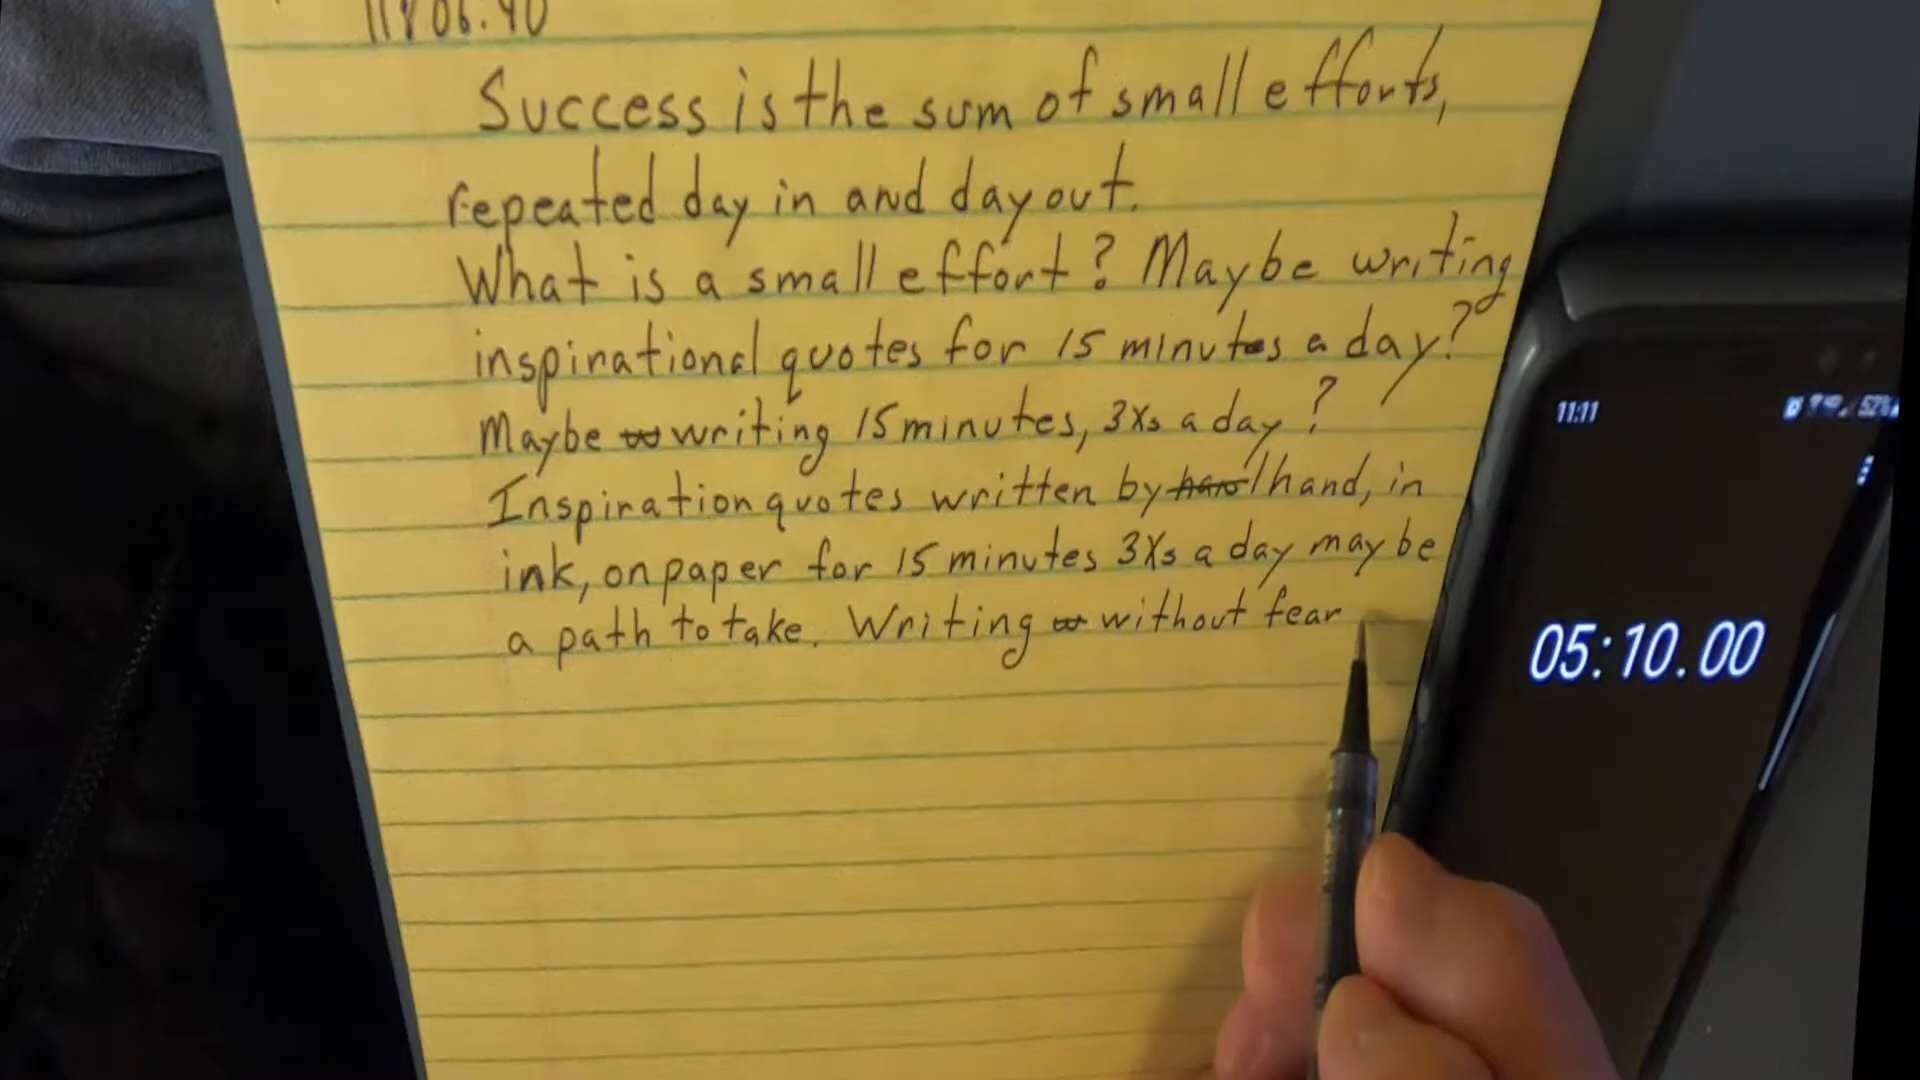 Success is the sum of small efforts,
repeated day in and day out.
What is a small effort? Maybe writing
inspirational quotes for 15 minutes a day?
Maybe writing 15 minutes, 3Xs a day?
Inspiration quotes written by hand, in
ink, on paper for 15 minutes 3Xs a day may be
a path to take. Writing without fear
11:11
52%
05:10.00